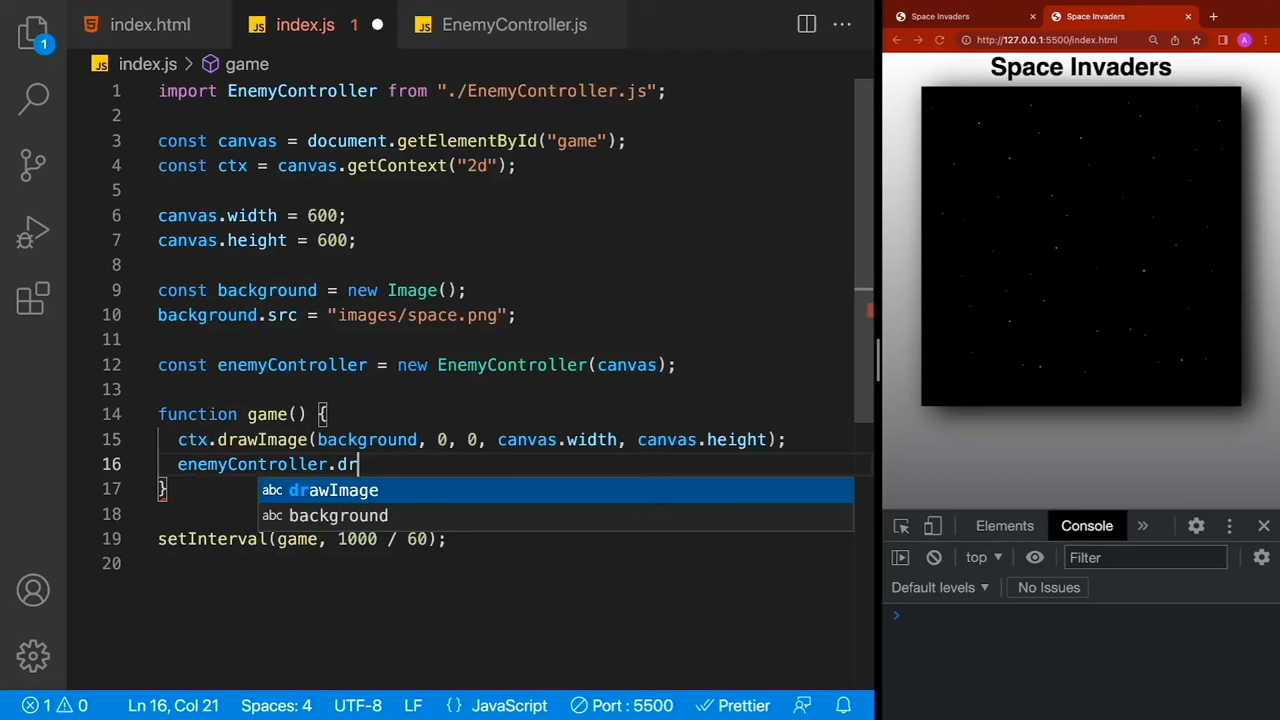 index.html
index.js 1
EnemyController.js
Space Invaders
Space Invaders
http://127.0.0.1:5500/index.html
A
1
index.js
game
1 import EnemyController from "./EnemyController.js";
2
3 const canvas = document.getElementById("game");
4 const ctx = canvas.getContext("2d");
5
6 canvas.width = 600;
7 canvas.height = 600;
8
9 const background = new Image();
10 background.src = "images/space.png";
11
12 const enemyController = new EnemyController(canvas);
13
14 function game() {
15 ctx.drawImage(background, 0, 0, canvas.width, canvas.height);
16 enemyController.dr
abc drawImage
17 }
abc background
18
19 setInterval(game, 1000 / 60);
20
Space Invaders
Elements
Console
top
Filter
Default levels
No Issues
1 0
Ln 16, Col 21
Spaces: 4
UTF-8
LF
{ } JavaScript
Port : 5500
Prettier